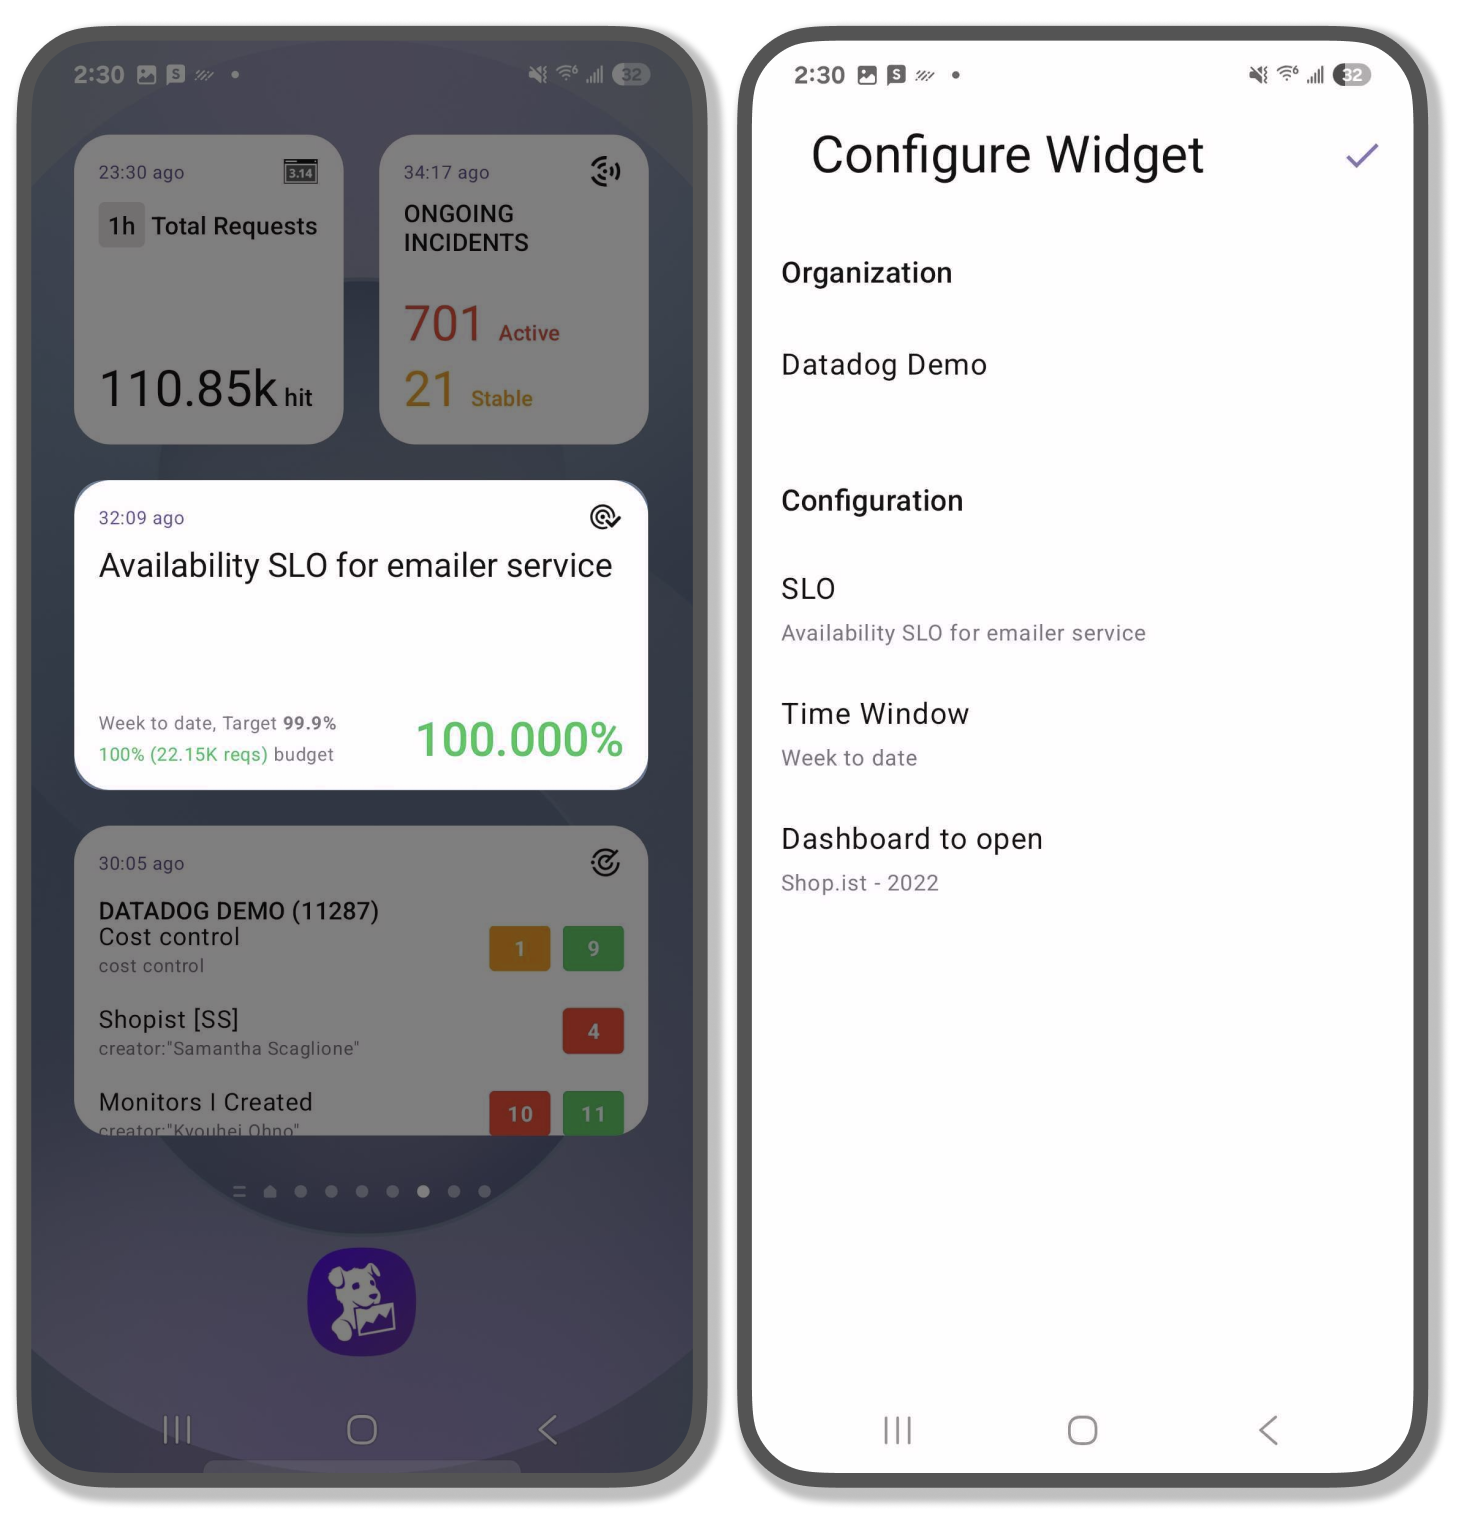 2:30
S
32
23:30 ago
3.14
1h Total Requests
110.85k hit
34:17 ago
ONGOING
INCIDENTS
701 Active
21 Stable
32:09 ago
Availability SLO for emailer service
Week to date, Target 99.9%
100% (22.15K reqs) budget
100.000%
30:05 ago
DATADOG DEMO (11287)
Cost control
cost control
1 9
Shopist [SS]
creator:"Samantha Scaglione"
4
Monitors I Created
creator:"Kyouhei Ohno"
10 11
2:30
S
32
Configure Widget
Organization
Datadog Demo
Configuration
SLO
Availability SLO for emailer service
Time Window
Week to date
Dashboard to open
Shop.ist - 2022